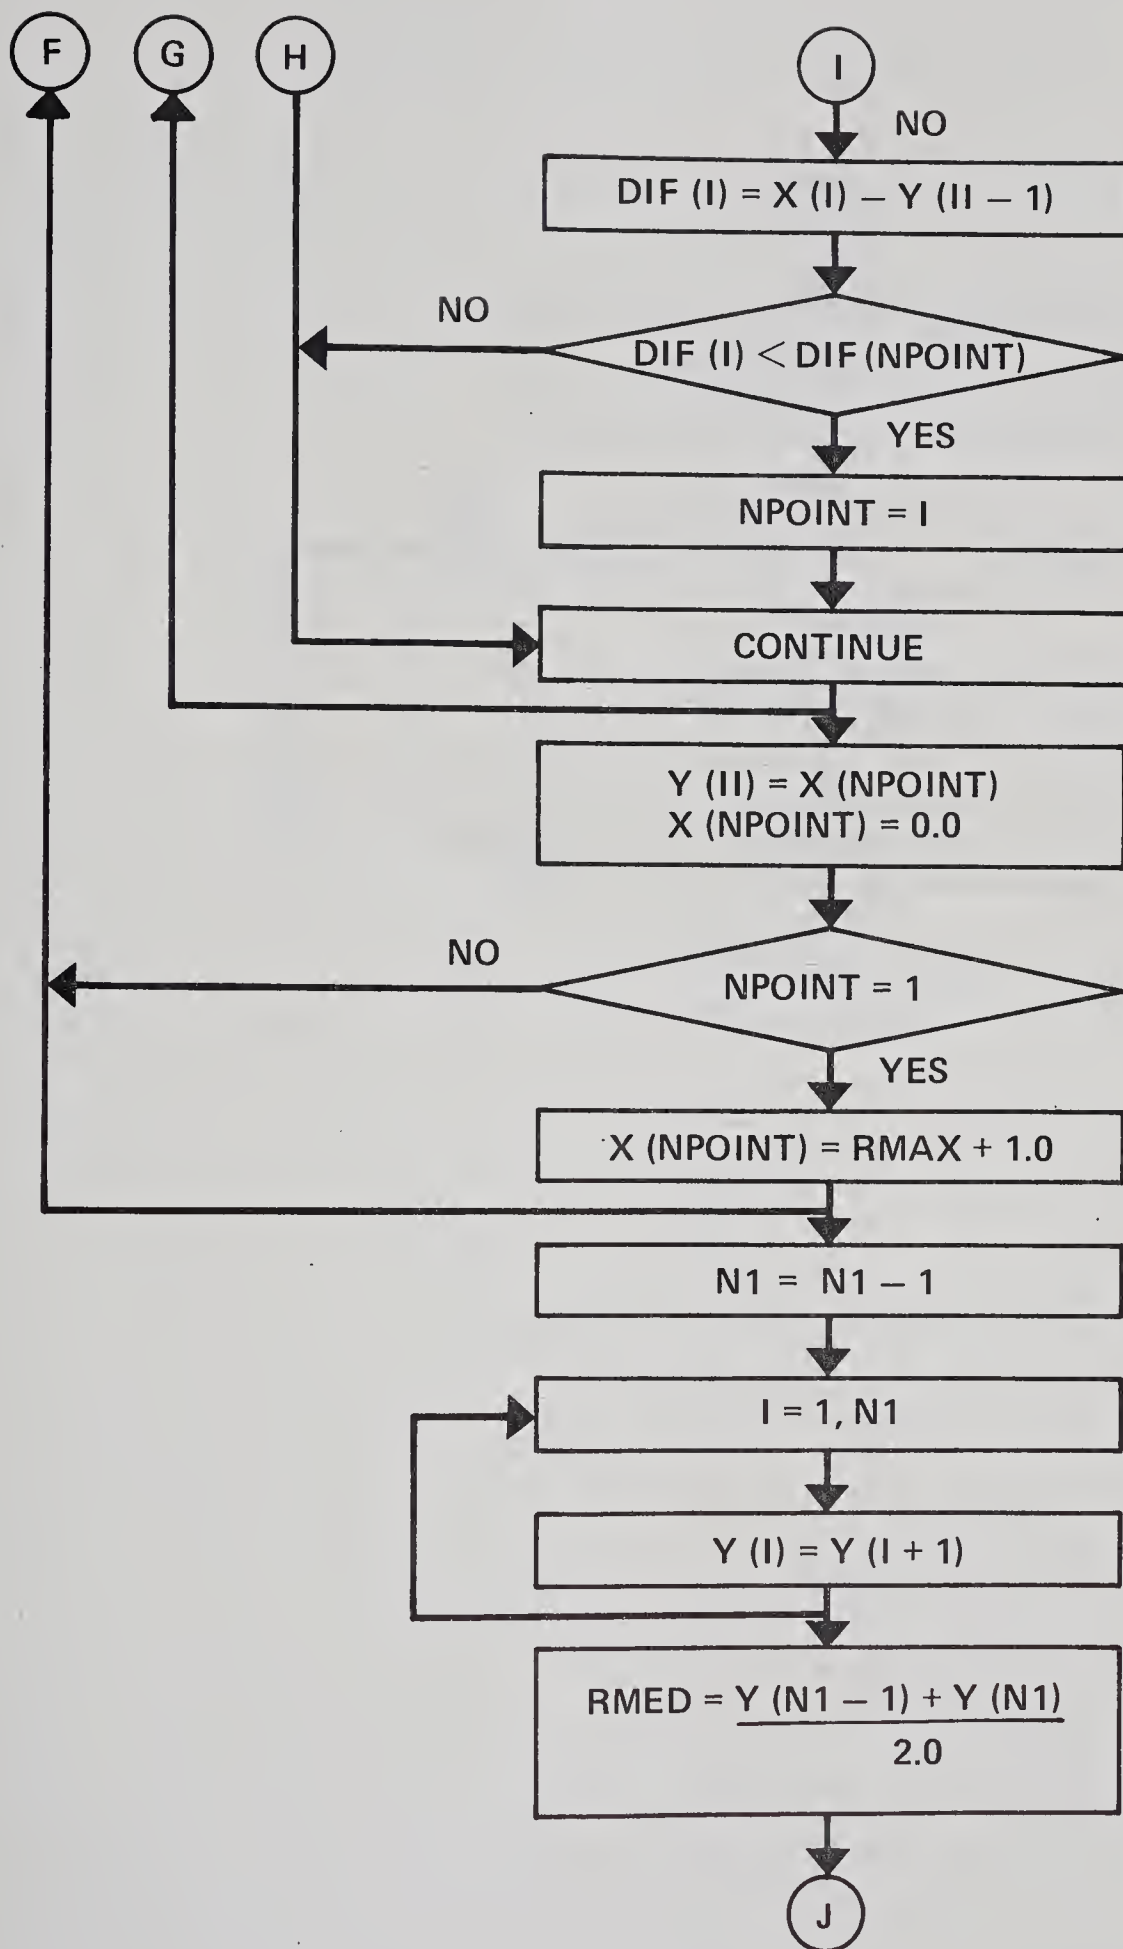 F
G
H
I
NO
DIF (I) = X (I) – Y (II – 1)
NO
DIF (I) < DIF (NPOINT)
YES
NPOINT = I
CONTINUE
Y (II) = X (NPOINT)
X (NPOINT) = 0.0
NO
NPOINT = 1
YES
X (NPOINT) = RMAX + 1.0
N1 = N1 – 1
I = 1, N1
Y (I) = Y (I + 1)
RMED = Y (N1 – 1) + Y (N1)
2.0
J